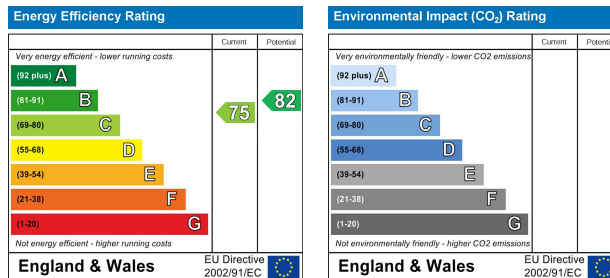 Energy Efficiency Rating
Current Potential
Very energy efficient - lower running costs
(92 plus) A
(81-91) B
(69-80) C
(55-68) D
(39-54) E
(21-38) F
(1-20) G
75
82
Not energy efficient - higher running costs
England & Wales
EU Directive
2002/91/EC
Environmental Impact (CO₂) Rating
Current Potential
Very environmentally friendly - lower CO2 emissions
(92 plus) A
(81-91) B
(69-80) C
(55-68) D
(39-54) E
(21-38) F
(1-20) G
Not environmentally friendly - higher CO2 emissions
England & Wales
EU Directive
2002/91/EC